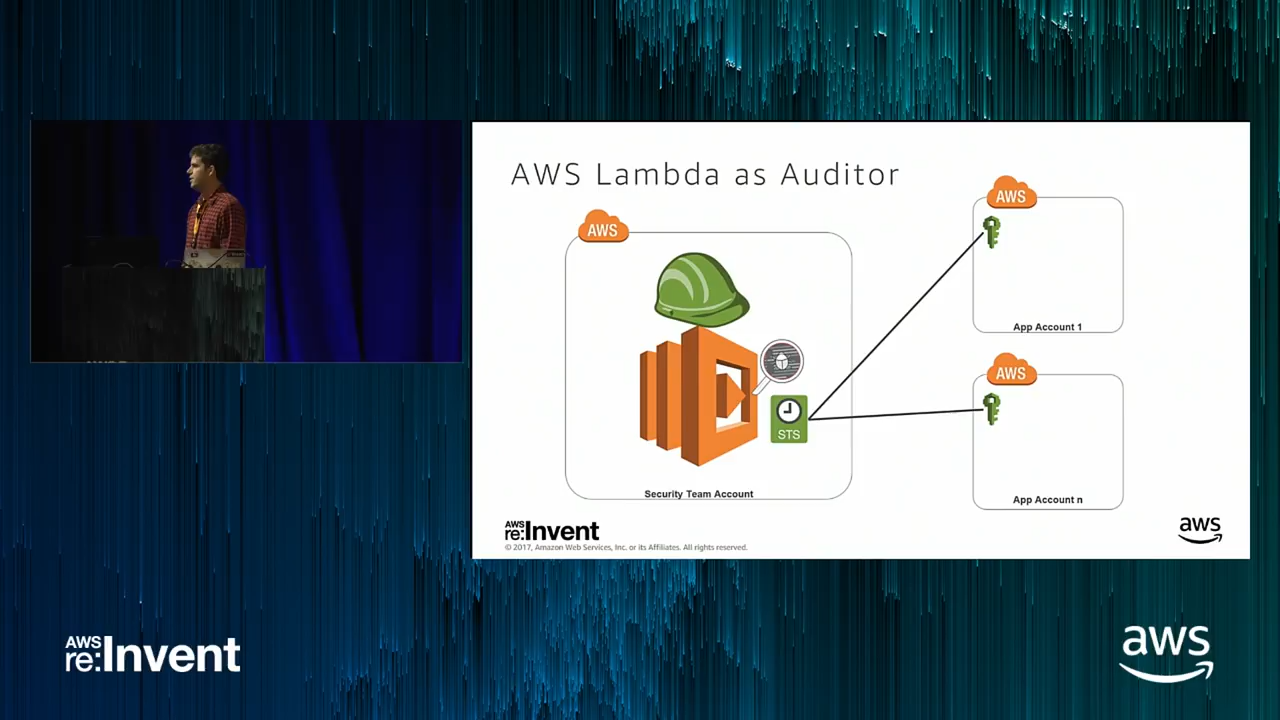 AWS Lambda as Auditor
AWS
AWS
STS
Security Team Account
App Account 1
AWS
App Account n
AWS
re:Invent
© 2017, Amazon Web Services, Inc. or its Affiliates. All rights reserved.
aws
AWS
re:Invent
aws